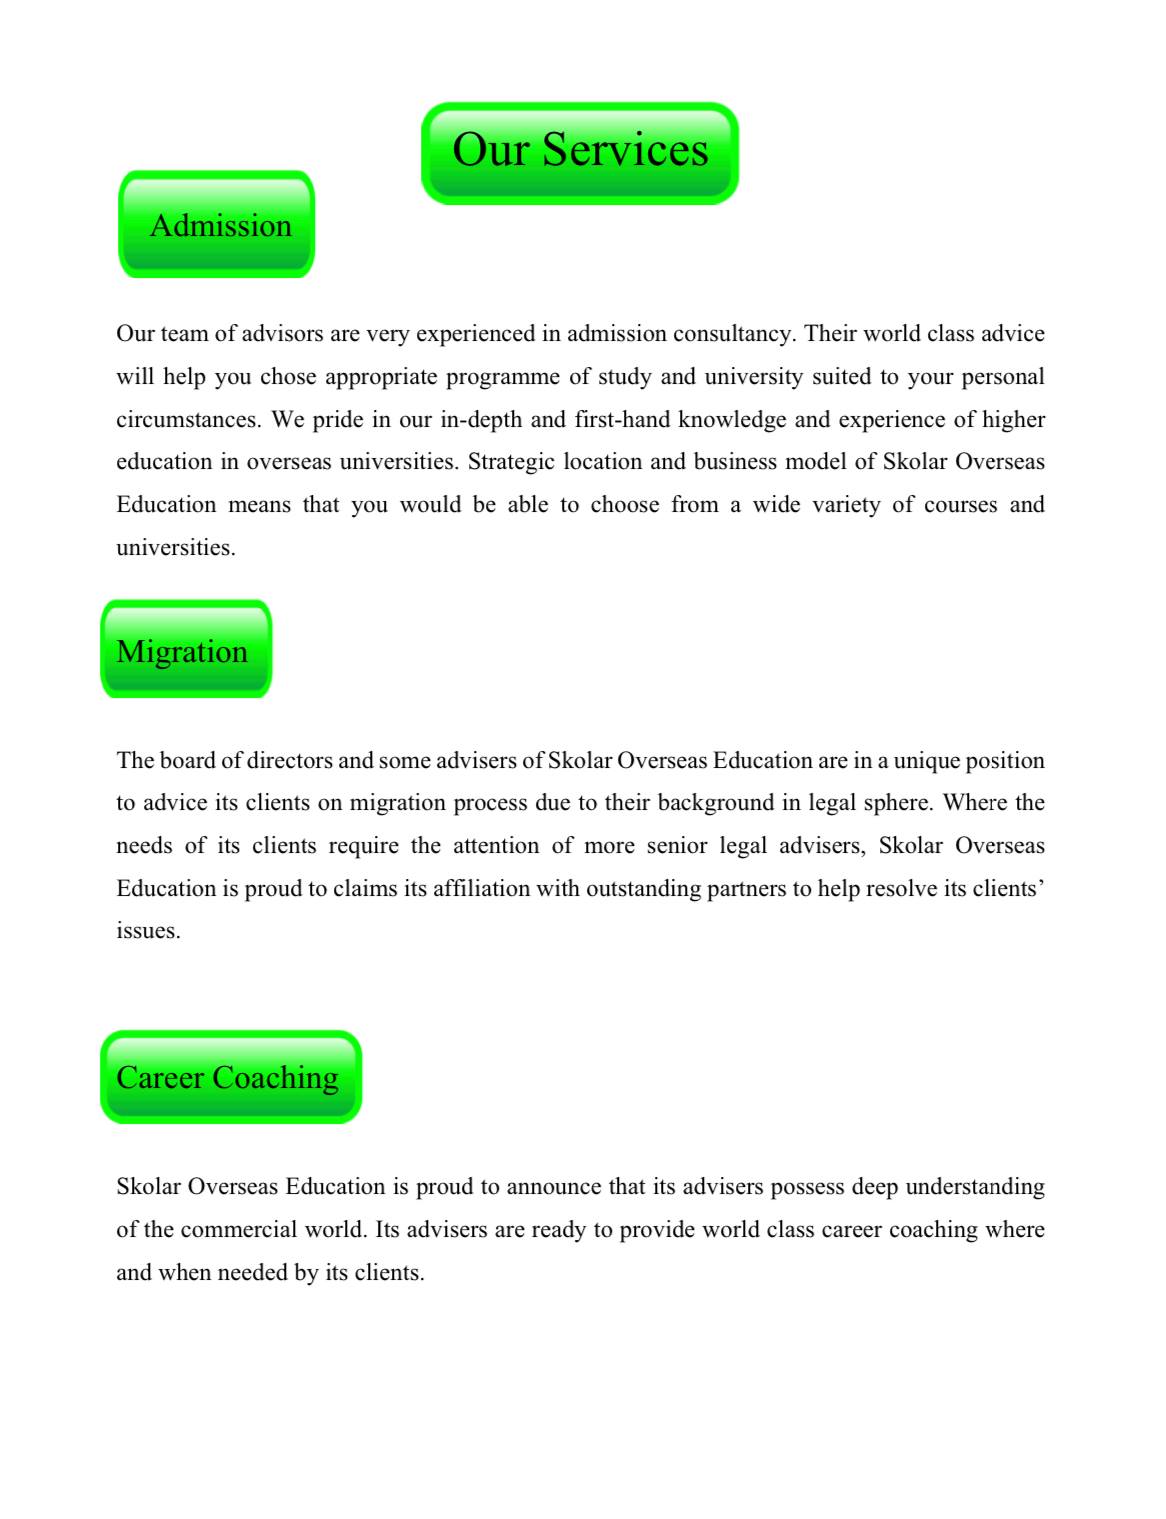 Our Services
Admission
Our team of advisors are very experienced in admission consultancy. Their world class advice
will help you chose appropriate programme of study and university suited to your personal
circumstances. We pride in our in-depth and first-hand knowledge and experience of higher
education in overseas universities. Strategic location and business model of Skolar Overseas
Education means that you would be able to choose from a wide variety of courses and
universities.
Migration
The board of directors and some advisers of Skolar Overseas Education are in a unique position
to advice its clients on migration process due to their background in legal sphere. Where the
needs of its clients require the attention of more senior legal advisers, Skolar Overseas
Education is proud to claims its affiliation with outstanding partners to help resolve its clients’
issues.
Career Coaching
Skolar Overseas Education is proud to announce that its advisers possess deep understanding
of the commercial world. Its advisers are ready to provide world class career coaching where
and when needed by its clients.